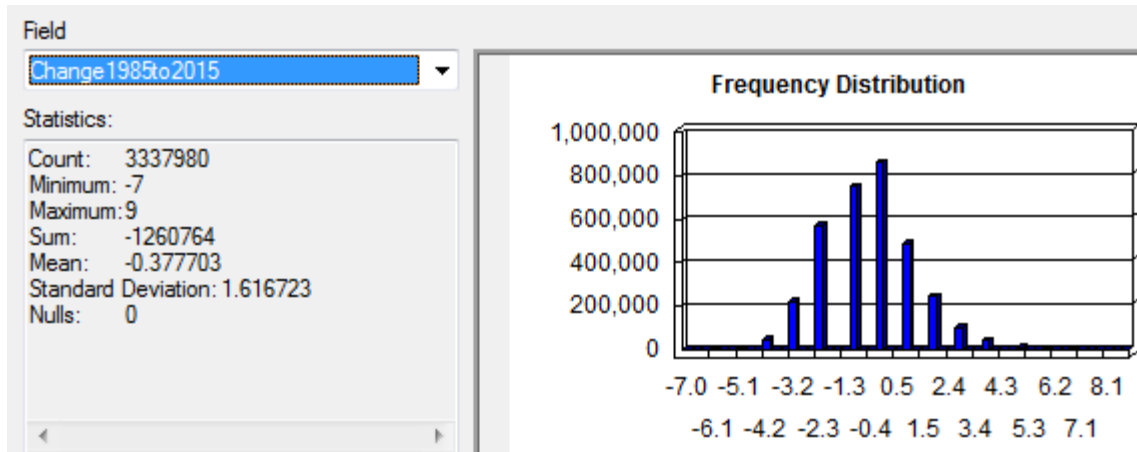 Field
Change1985to2015
Statistics:
Count: 3337980
Minimum: -7
Maximum: 9
Sum: -1260764
Mean: -0.377703
Standard Deviation: 1.616723
Nulls: 0
Frequency Distribution
1,000,000
800,000
600,000
400,000
200,000
0
-7.0 -5.1 -3.2 -1.3 0.5 2.4 4.3 6.2 8.1
-6.1 -4.2 -2.3 -0.4 1.5 3.4 5.3 7.1